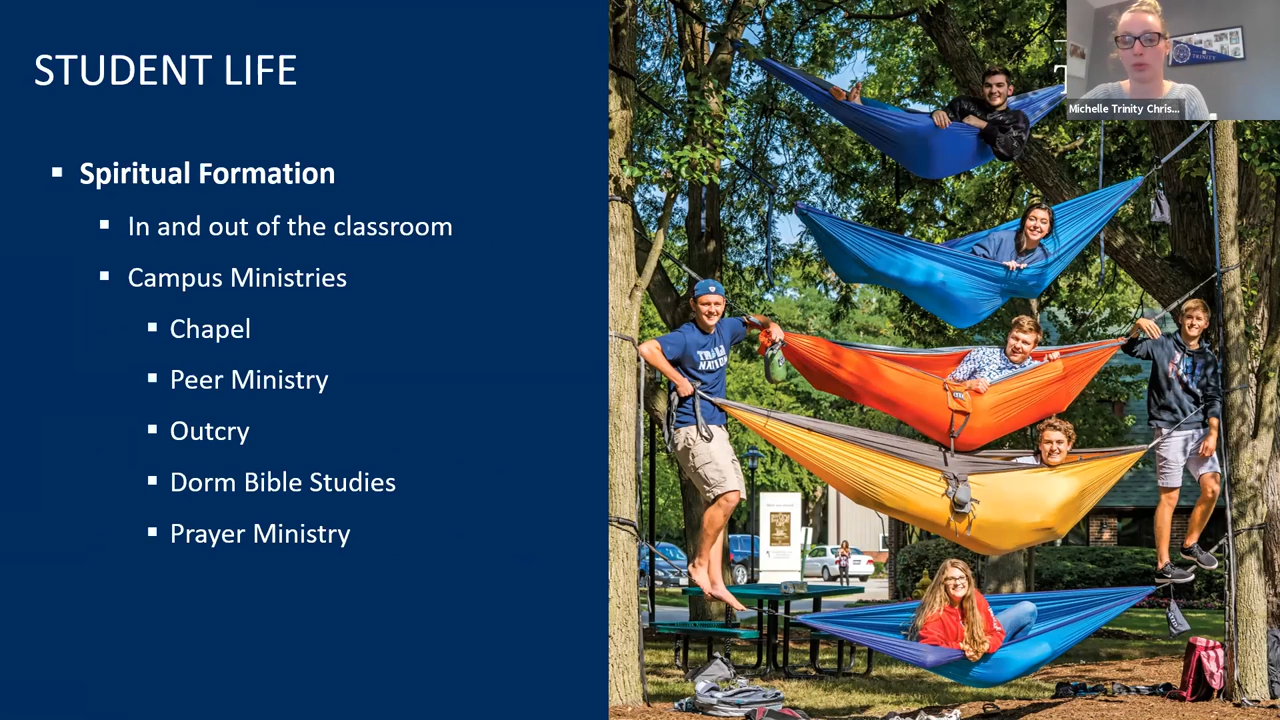 STUDENT LIFE
▪ Spiritual Formation
▪ In and out of the classroom
▪ Campus Ministries
▪ Chapel
▪ Peer Ministry
▪ Outcry
▪ Dorm Bible Studies
▪ Prayer Ministry
TRINITY
Michelle Trinity Chris...